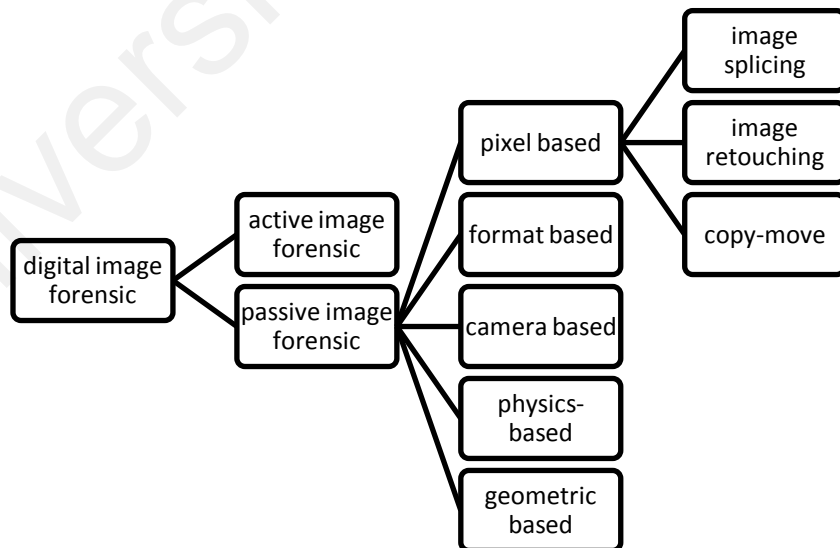 digital image
forensic
active image
forensic
passive image
forensic
pixel based
format based
camera based
physics-
based
geometric
based
image
splicing
image
retouching
copy-move
iversi